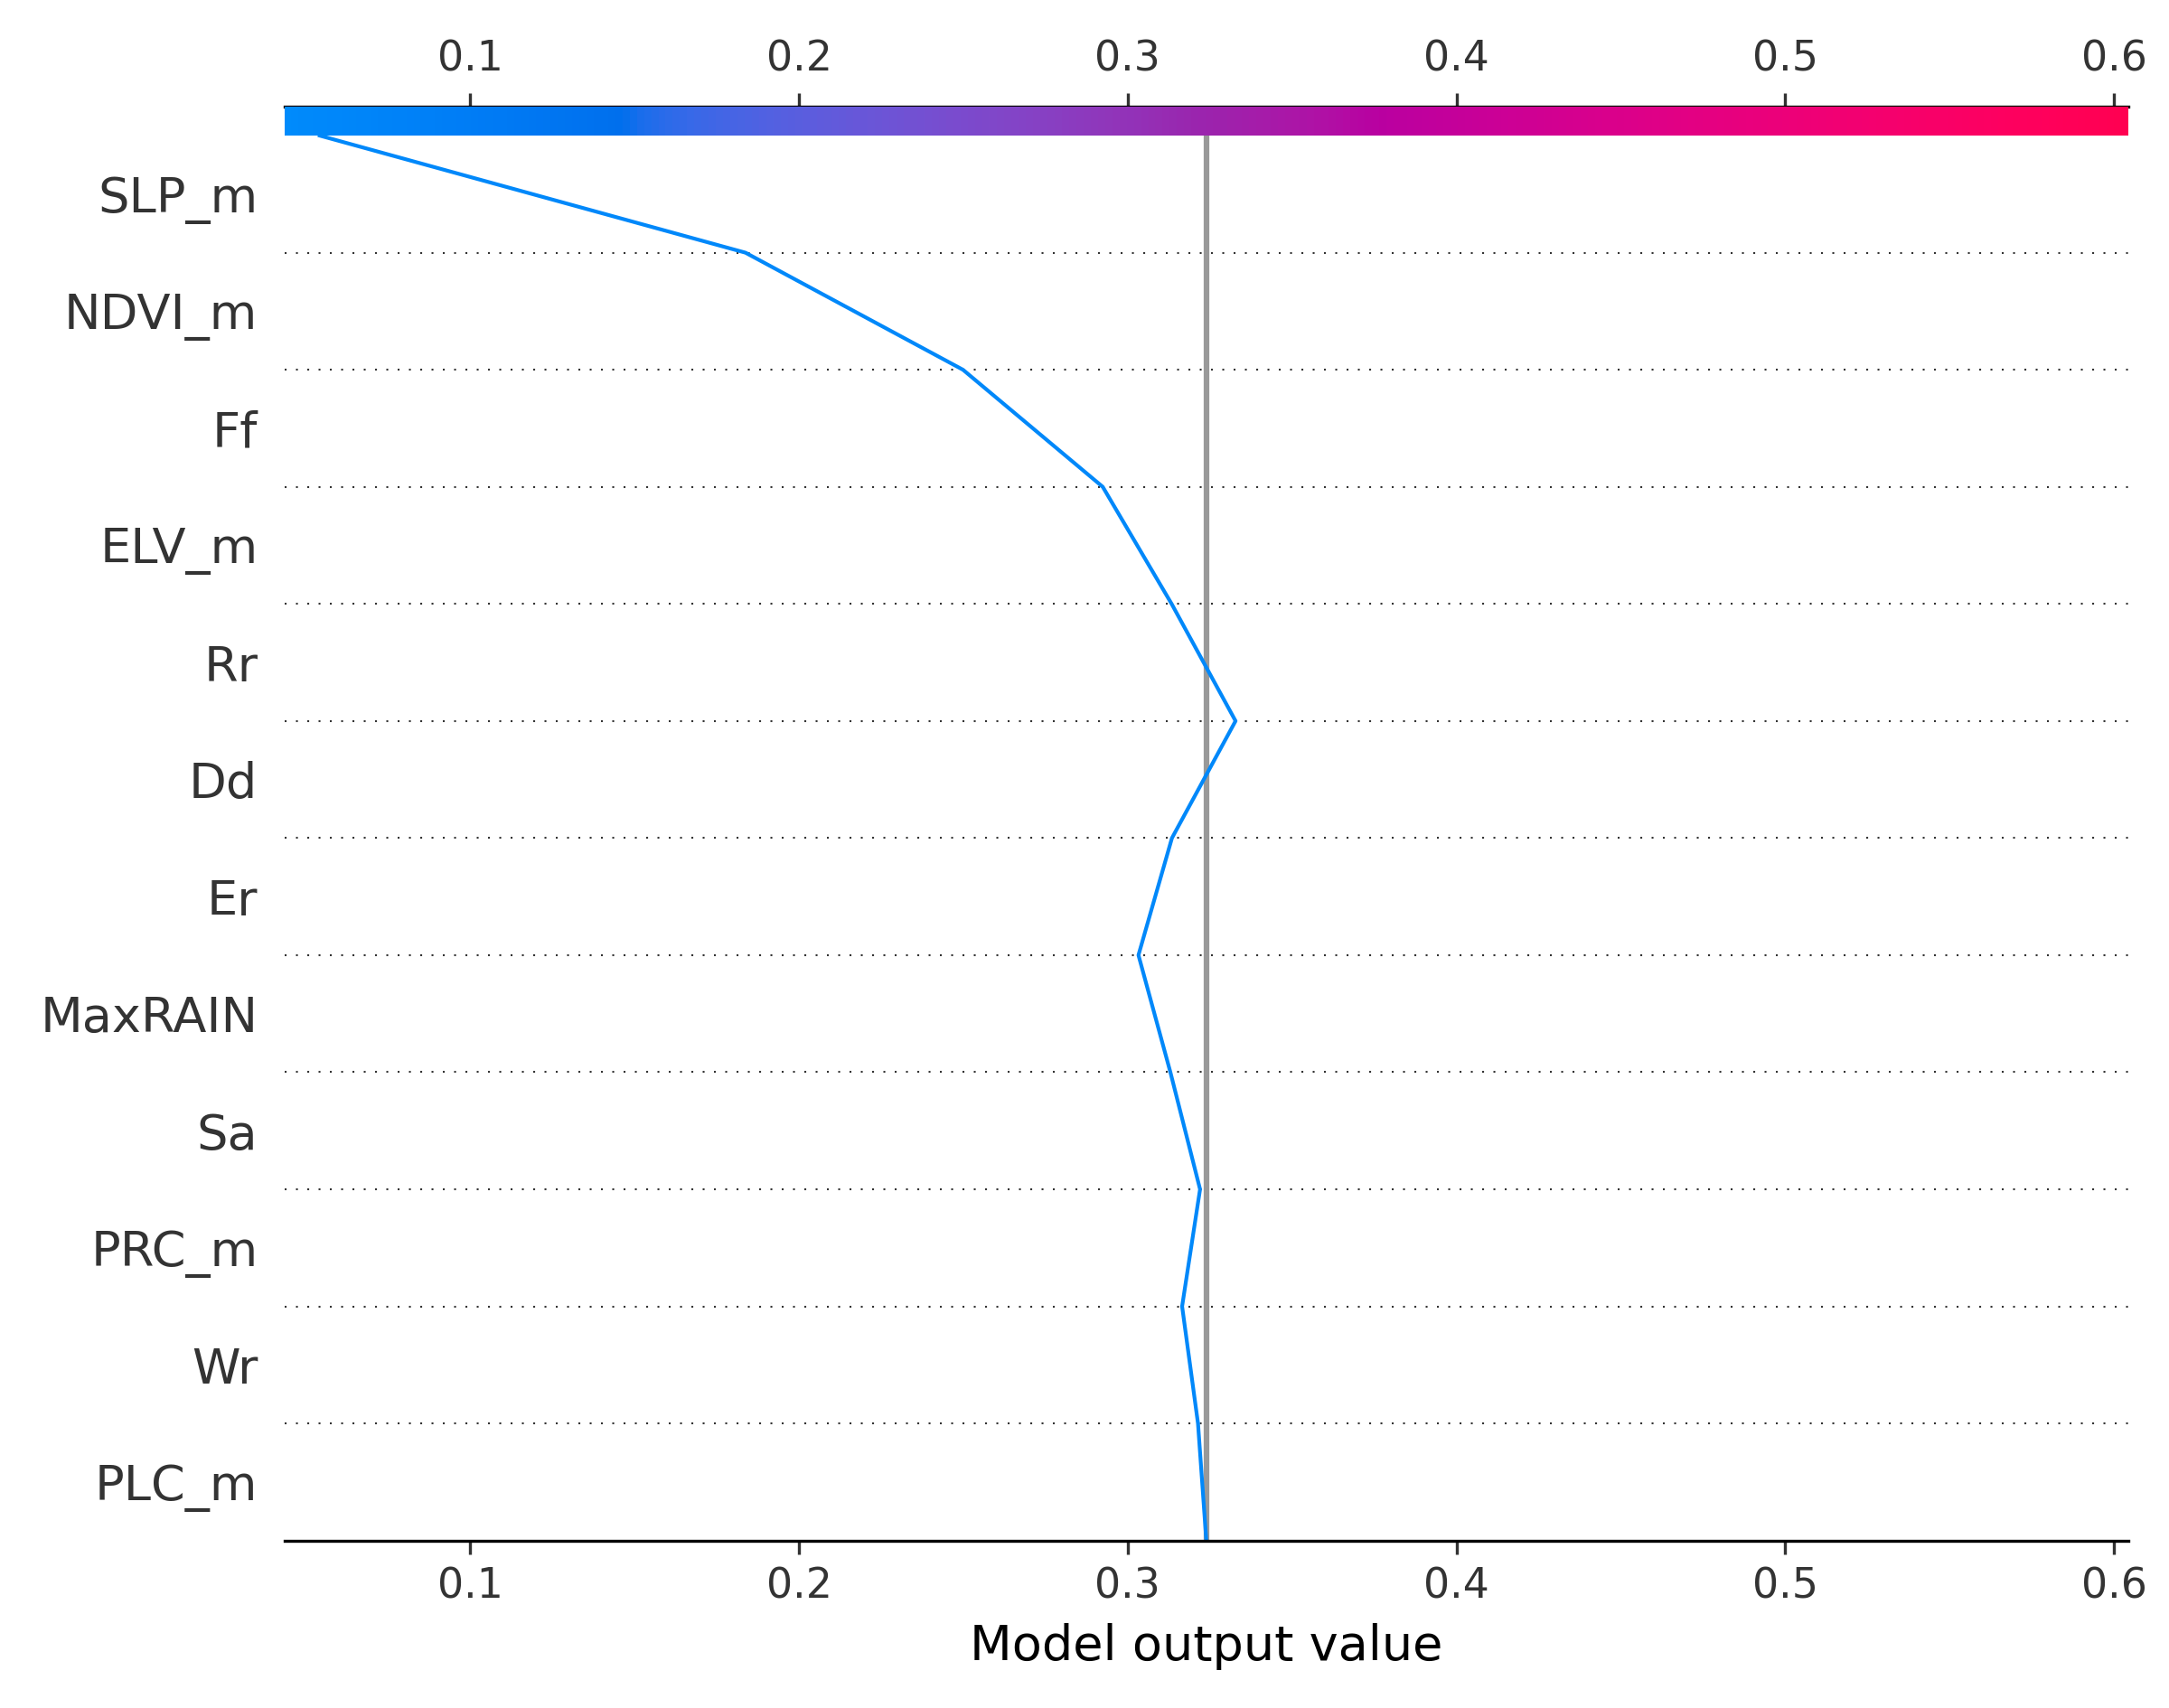 0.1 0.2 0.3 0.4 0.5 0.6
SLP_m
NDVI_m
Ff
ELV_m
Rr
Dd
Er
MaxRAIN
Sa
PRC_m
Wr
PLC_m
0.1 0.2 0.3 0.4 0.5 0.6
Model output value